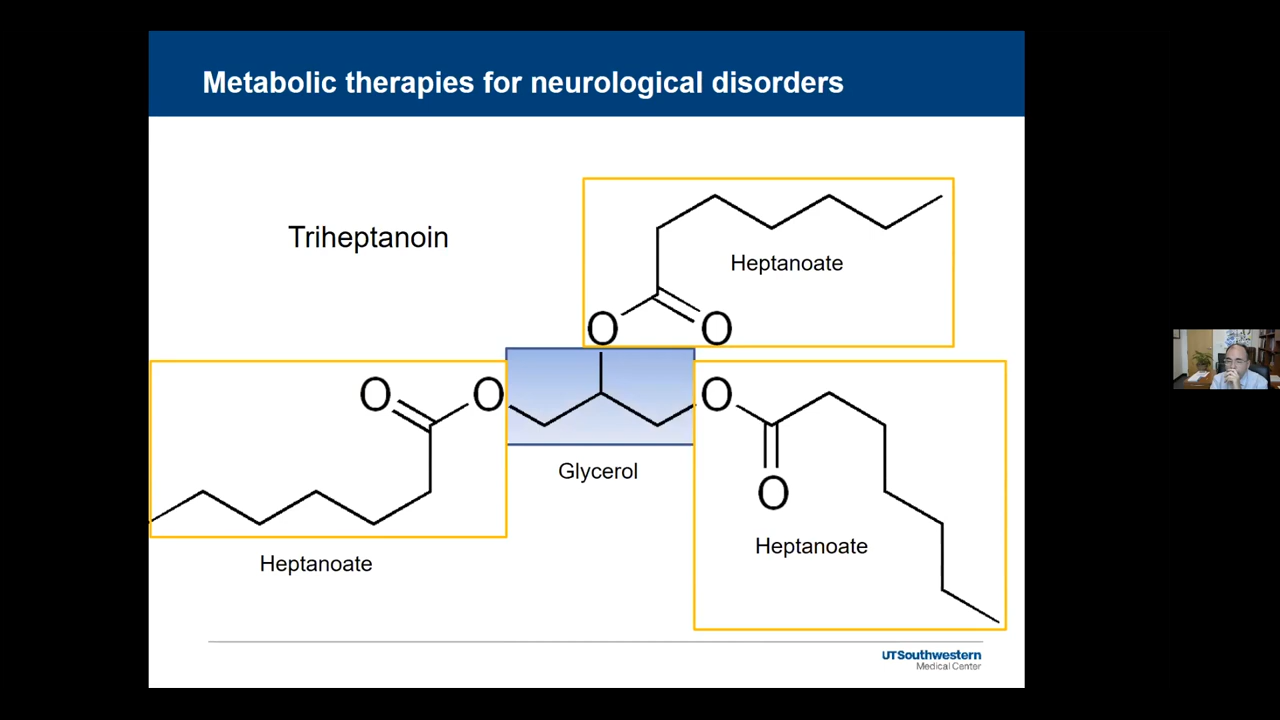 Metabolic therapies for neurological disorders
Triheptanoin
Heptanoate
O
O
O
O
O
O
Glycerol
Heptanoate
Heptanoate
UTSouthwestern
Medical Center